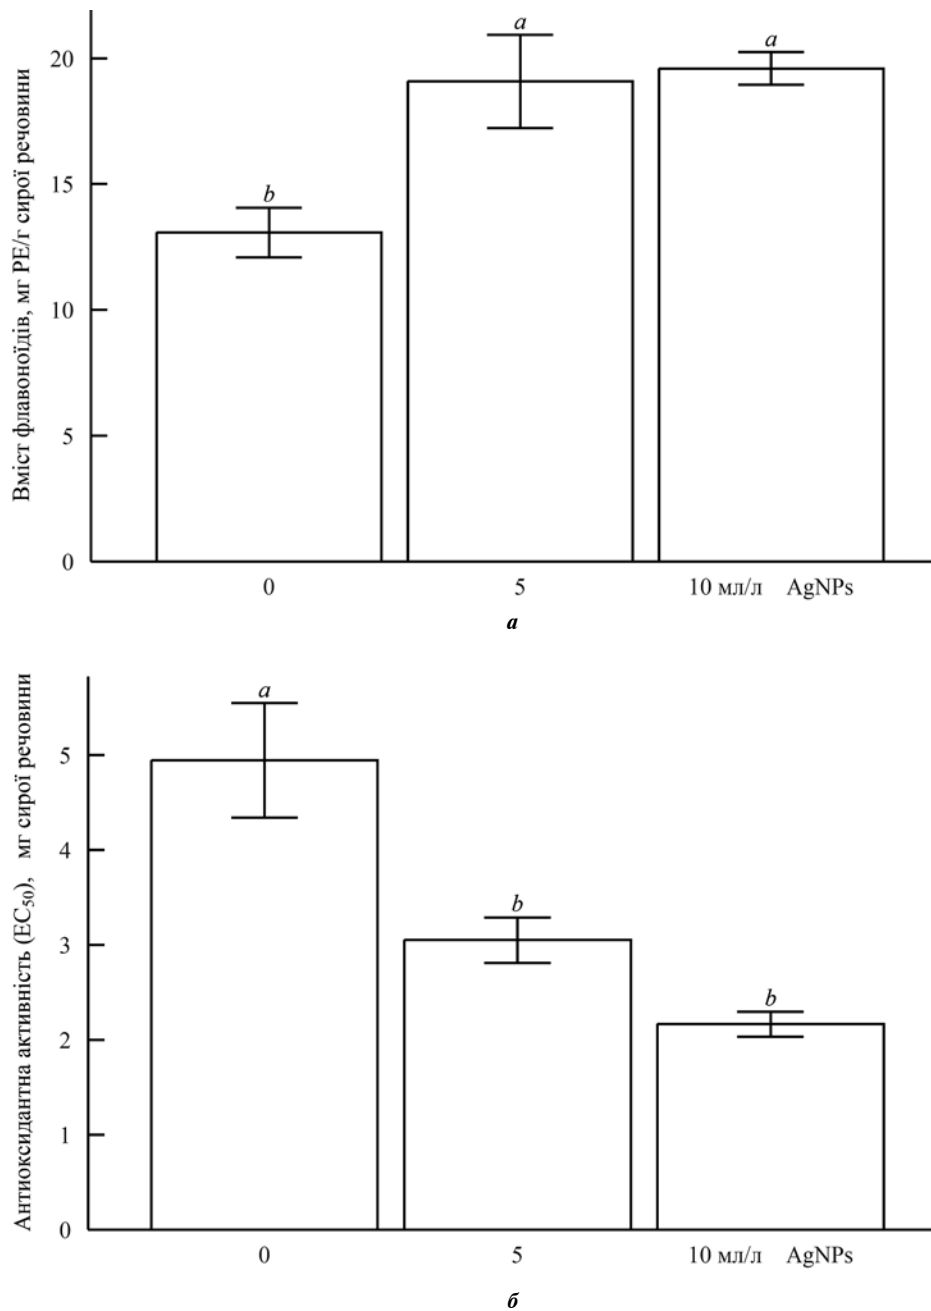 Вміст флавоноїдів, мг РЕ/г сирої речовини
20
15
10
5
0
b
a
a
0
5
10 мл/л AgNPs
а
Антиоксидантна активність (EC₅₀), мг сирої речовини
5
4
3
2
1
0
a
b
b
0
5
10 мл/л AgNPs
б